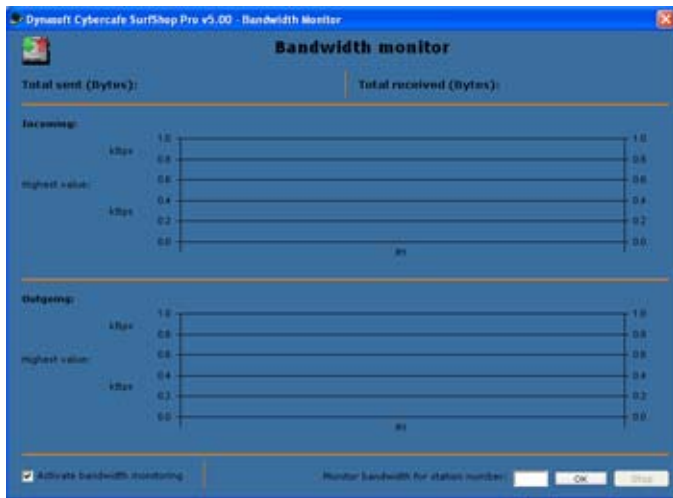 Dynasoft Cybercafe SurfShop Pro v5.00 - Bandwidth Monitor
Bandwidth monitor
Total sent (Bytes):
Total received (Bytes):
Incoming:
kBps
Highest value:
kBps
1.0
0.8
0.6
0.4
0.2
0.0
1.0
0.8
0.6
0.4
0.2
0.0
Outgoing:
kBps
Highest value:
kBps
1.0
0.8
0.6
0.4
0.2
0.0
1.0
0.8
0.6
0.4
0.2
0.0
Activate bandwidth monitoring
Monitor bandwidth for station number:
OK
Stop